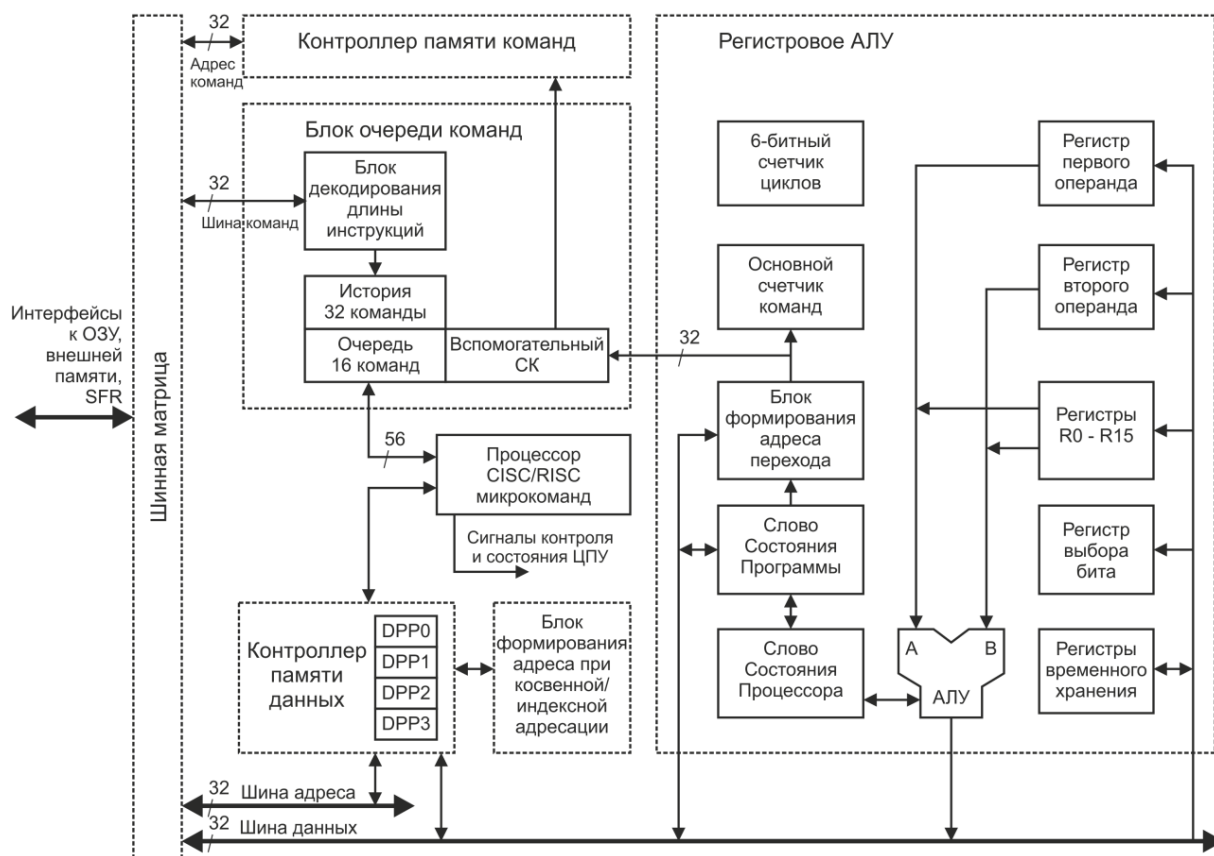 32
Адрес
команд
Контроллер памяти команд
Блок очереди команд
Блок
декодирования
длины
инструкций
32
Шина команд
История
32 команды
Очередь
16 команд
Вспомогательный
СК
32
Интерфейсы
к ОЗУ,
внешней
памяти,
SFR
Шинная матрица
56
Процессор
CISC/RISC
микрокоманд
Сигналы контроля
и состояния ЦПУ
Контроллер
памяти
данных
DPP0
DPP1
DPP2
DPP3
Блок
формирования
адреса при
косвенной/
индексной
адресации
32
Шина адреса
32
Шина данных
Регистровое АЛУ
6-битный
счетчик
циклов
Основной
счетчик
команд
Блок
формирования
адреса
перехода
Слово
Состояния
Программы
Слово
Состояния
Процессора
A
B
АЛУ
Регистр
первого
операнда
Регистр
второго
операнда
Регистры
R0 - R15
Регистр
выбора
бита
Регистры
временного
хранения